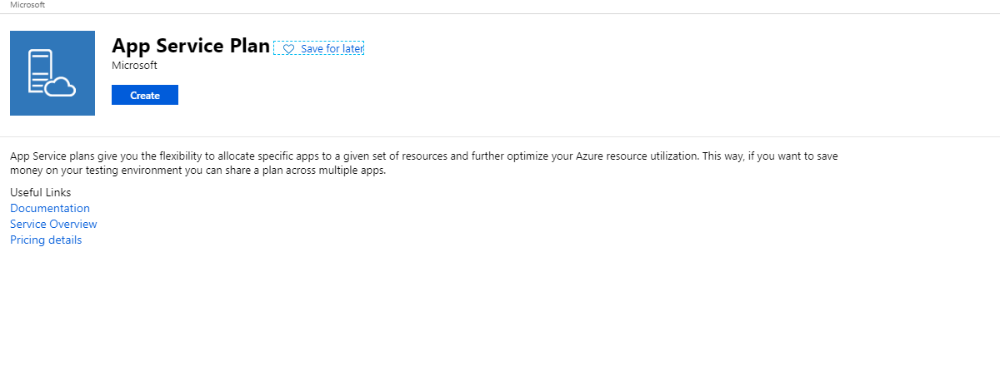 Microsoft
App Service Plan
Save for later
Microsoft
Create
App Service plans give you the flexibility to allocate specific apps to a given set of resources and further optimize your Azure resource utilization. This way, if you want to save
money on your testing environment you can share a plan across multiple apps.
Useful Links
Documentation
Service Overview
Pricing details